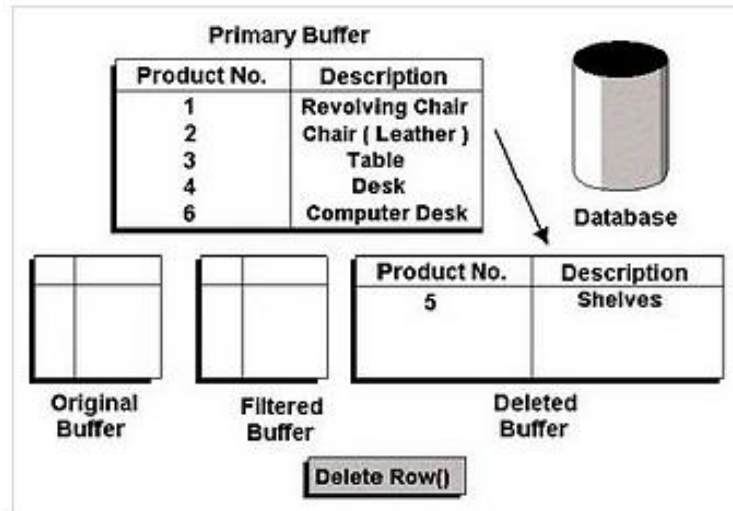 Primary Buffer
Product No. Description
1 Revolving Chair
2 Chair ( Leather )
3 Table
4 Desk
6 Computer Desk
Database
Product No. Description
5 Shelves
Original
Buffer
Filtered
Buffer
Deleted
Buffer
Delete Row()